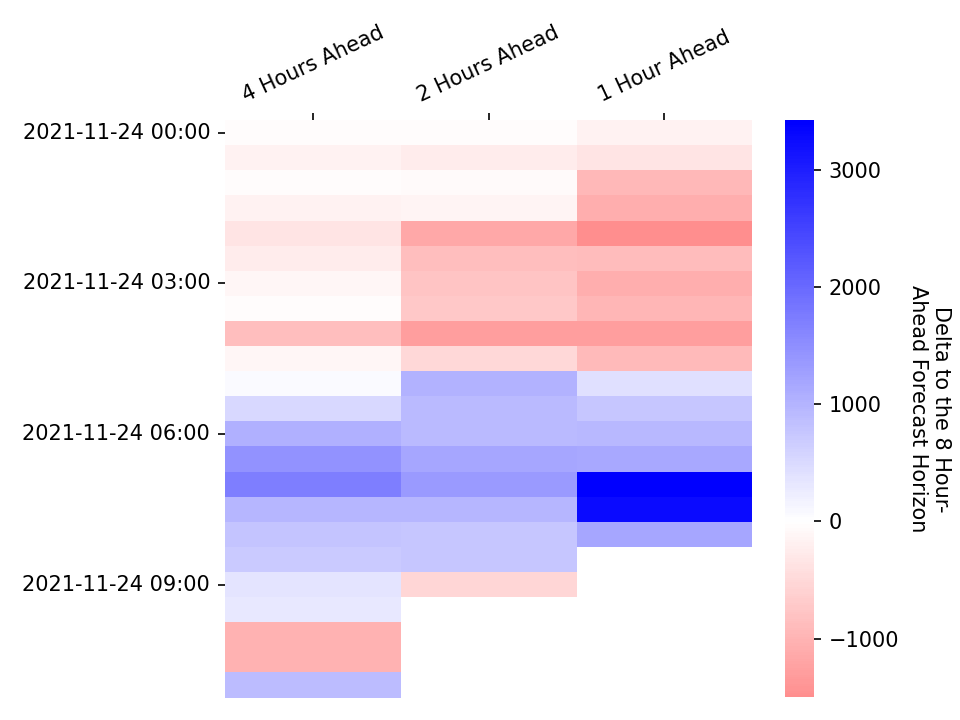 4 Hours Ahead
2 Hours Ahead
1 Hour Ahead
2021-11-24 00:00
2021-11-24 03:00
2021-11-24 06:00
2021-11-24 09:00
3000
2000
1000
0
−1000
Delta to the 8 Hour-
Ahead Forecast Horizon